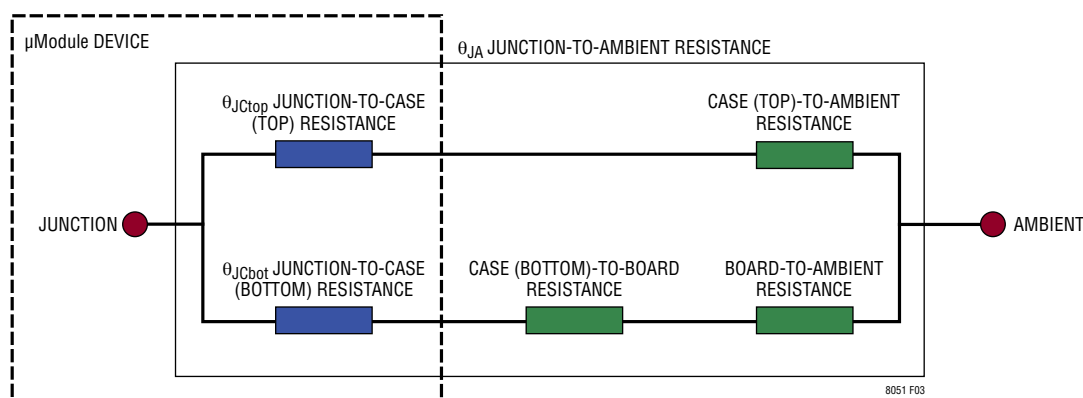 µModule DEVICE
θJA JUNCTION-TO-AMBIENT RESISTANCE
θJCtop JUNCTION-TO-CASE
(TOP) RESISTANCE
CASE (TOP)-TO-AMBIENT
RESISTANCE
JUNCTION
AMBIENT
θJCbot JUNCTION-TO-CASE
(BOTTOM) RESISTANCE
CASE (BOTTOM)-TO-BOARD
RESISTANCE
BOARD-TO-AMBIENT
RESISTANCE
8051 F03